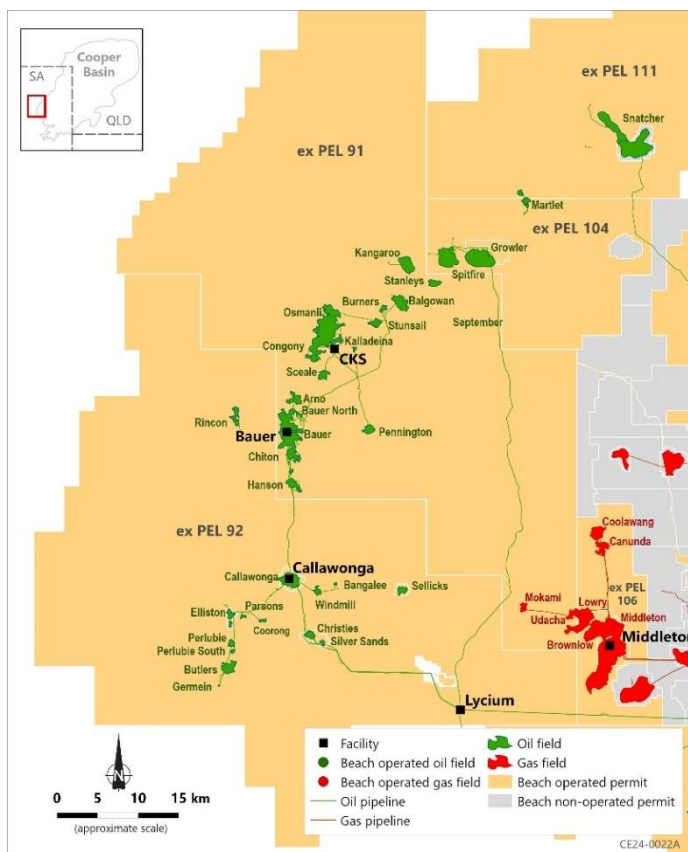 Cooper
Basin
SA
QLD
ex PEL 111
Snatcher
ex PEL 91
Martlet
ex PEL 104
Growler
Kangaroo
Spitfire
Stanleys
Burners
Balgowan
Osmanli
Stunsail
September
Kalladeina
Congony
CKS
Sceale
Arno
Bauer North
Rincon
Bauer
Bauer
Pennington
Chiton
Hanson
Coolawang
Canunda
ex PEL 92
Callawonga
Callawonga
Bangalee
Sellicks
Windmill
ex PEL
106
Mokami
Lowry
Parsons
Elliston
Udacha
Middleton
Coorong
Christies
Perlubie
Silver Sands
Brownlow
Middleton
Perlubie South
Butlers
Germein
Lycium
N
0 5 10 15 km
(approximate scale)
Facility
Beach operated oil field
Beach operated gas field
Oil pipeline
Gas pipeline
Oil field
Gas field
Beach operated permit
Beach non-operated permit
CE24-0022A